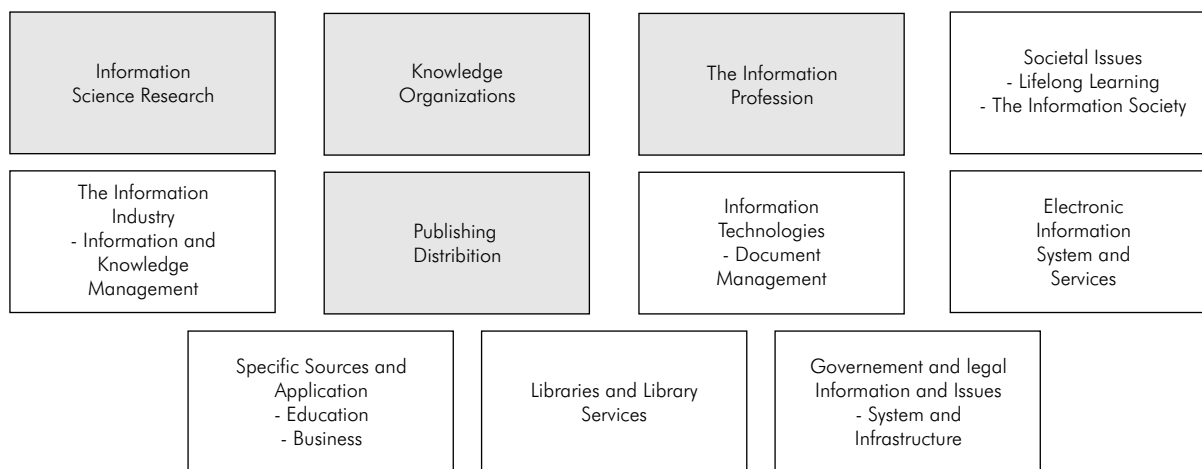 Information
Science Research
Knowledge
Organizations
The Information
Profession
Societal Issues
- Lifelong Learning
- The Information Society
The Information
Industry
- Information and
Knowledge
Management
Publishing
Distribition
Information
Technologies
- Document
Management
Electronic
Information
System and
Services
Specific Sources and
Application
- Education
- Business
Libraries and Library
Services
Governement and legal
Information and Issues
- System and
Infrastructure